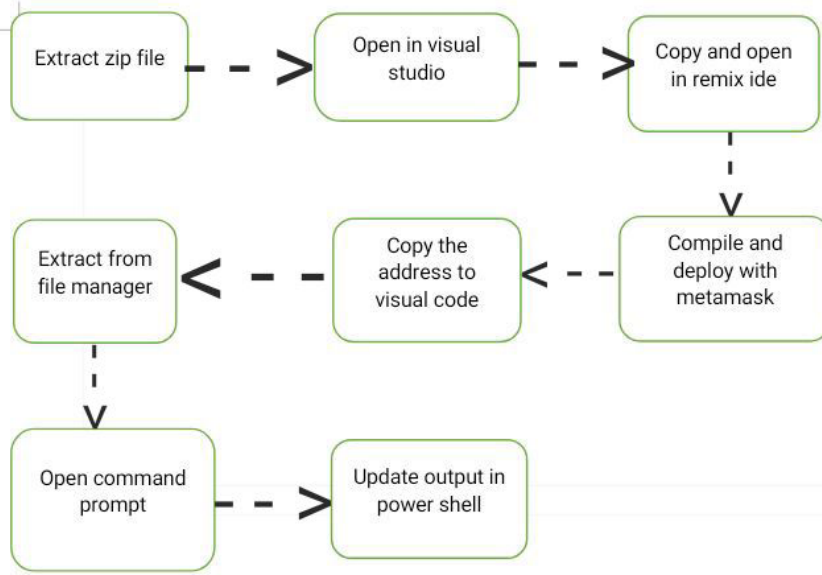 Extract zip file
Open in visual
studio
Copy and open
in remix ide
Compile and
deploy with
metamask
Copy the
address to
visual code
Extract from
file manager
Open command
prompt
Update output in
power shell